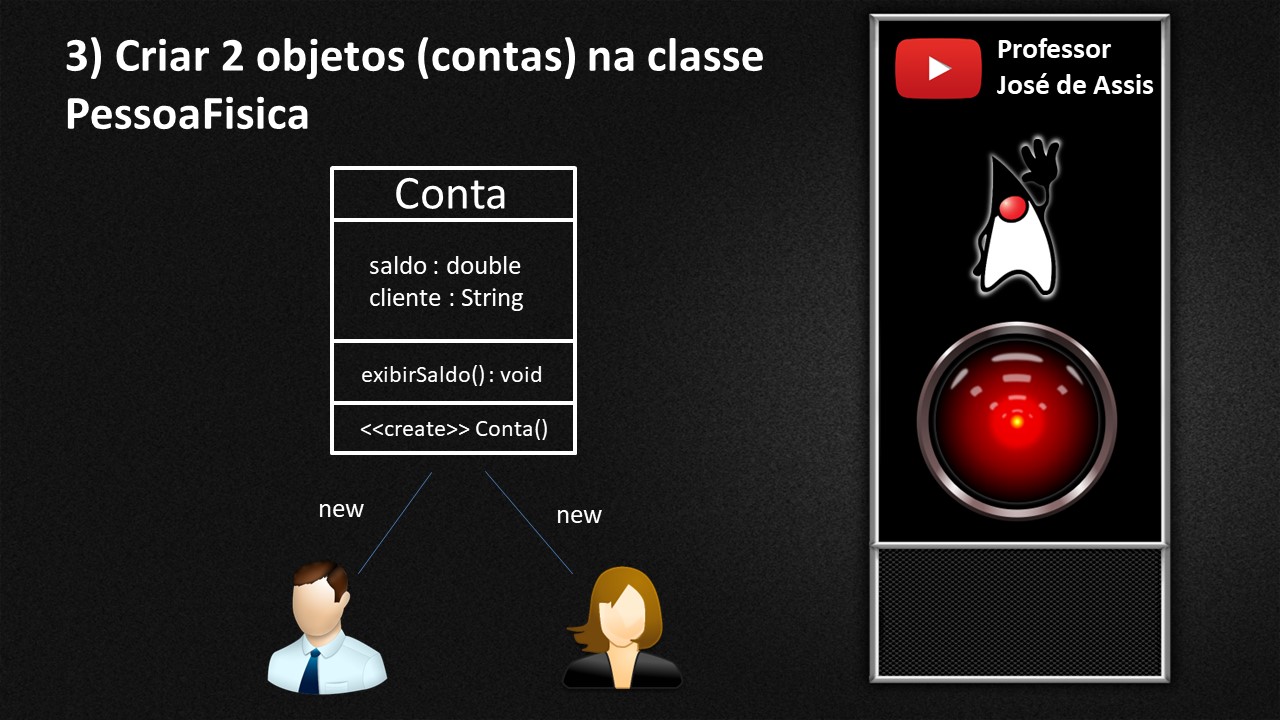 3) Criar 2 objetos (contas) na classe
PessoaFisica
Professor
José de Assis
Conta
saldo : double
cliente : String
exibirSaldo() : void
<<create>> Conta()
new
new